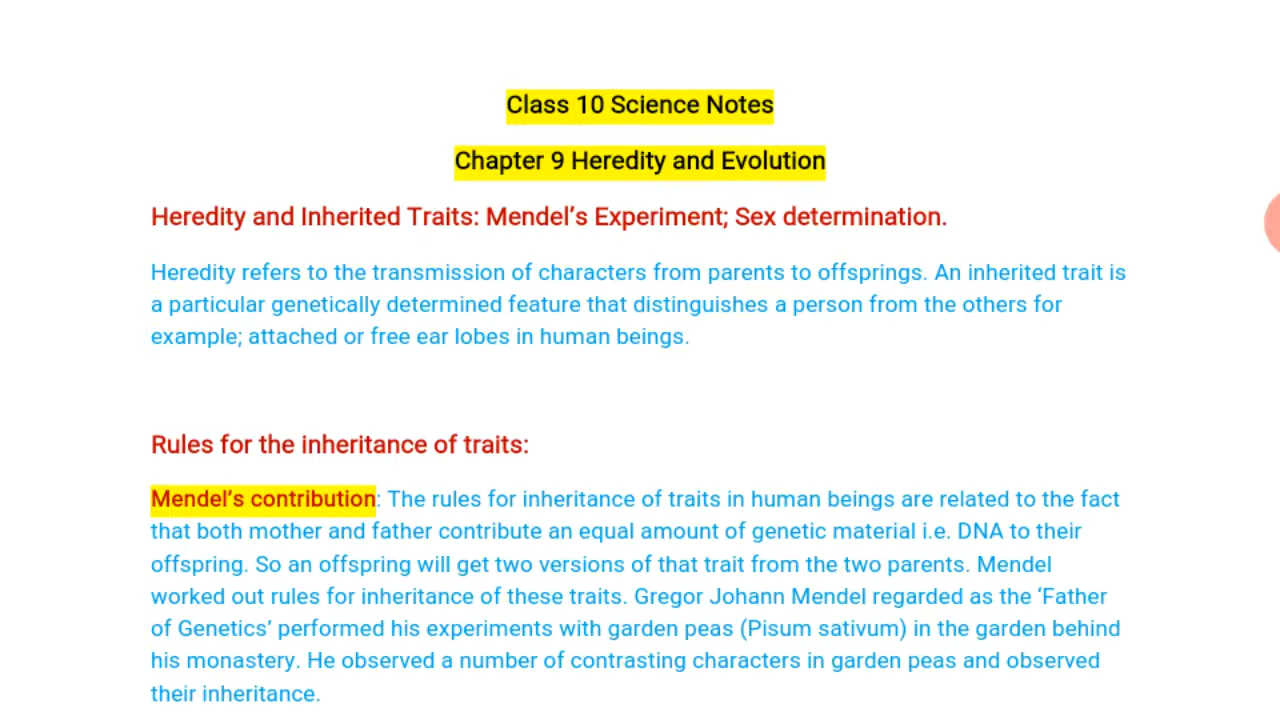 Class 10 Science Notes
Chapter 9 Heredity and Evolution
Heredity and Inherited Traits: Mendel’s Experiment; Sex determination.
Heredity refers to the transmission of characters from parents to offsprings. An inherited trait is
a particular genetically determined feature that distinguishes a person from the others for
example; attached or free ear lobes in human beings.
Rules for the inheritance of traits:
Mendel’s contribution: The rules for inheritance of traits in human beings are related to the fact
that both mother and father contribute an equal amount of genetic material i.e. DNA to their
offspring. So an offspring will get two versions of that trait from the two parents. Mendel
worked out rules for inheritance of these traits. Gregor Johann Mendel regarded as the ‘Father
of Genetics’ performed his experiments with garden peas (Pisum sativum) in the garden behind
his monastery. He observed a number of contrasting characters in garden peas and observed
their inheritance.